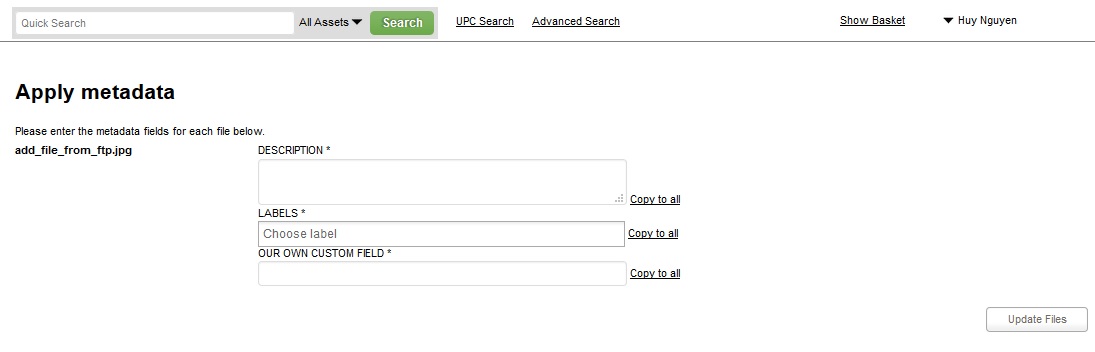 Quick Search All Assets Search UPC Search Advanced Search Show Basket Huy Nguyen
Apply metadata
Please enter the metadata fields for each file below.
add_file_from_ftp.jpg DESCRIPTION *
Copy to all
LABELS *
Choose label Copy to all
OUR OWN CUSTOM FIELD *
Copy to all
Update Files